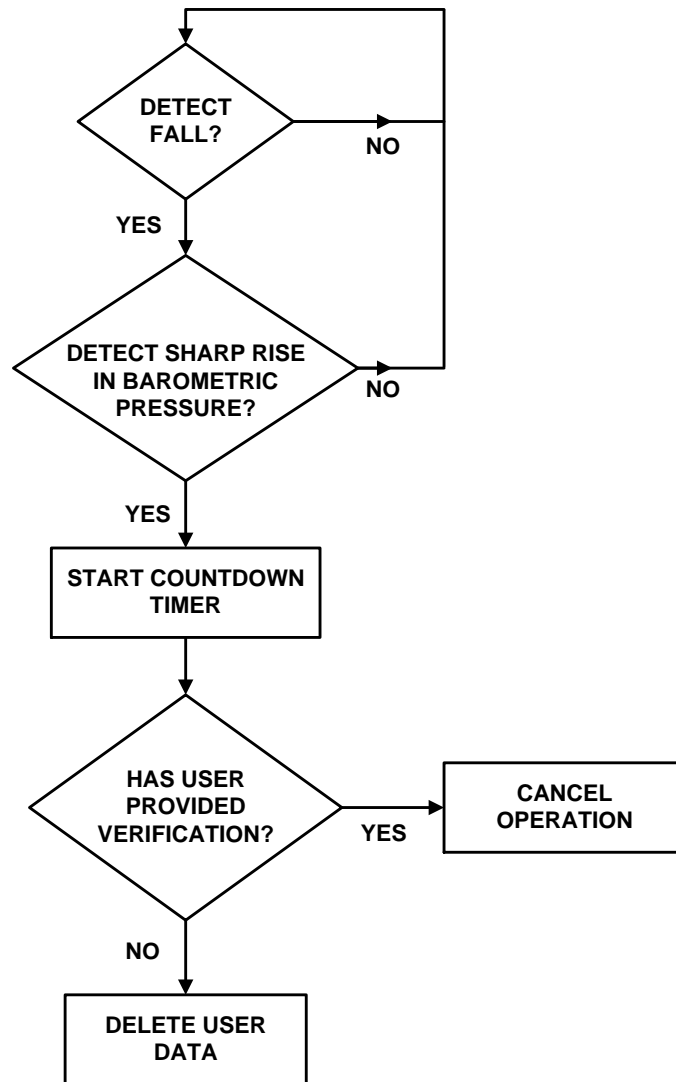 DETECT
FALL?
NO
YES
DETECT SHARP RISE
IN BAROMETRIC
PRESSURE?
NO
YES
START COUNTDOWN
TIMER
HAS USER
PROVIDED
VERIFICATION?
YES
CANCEL
OPERATION
NO
DELETE USER
DATA